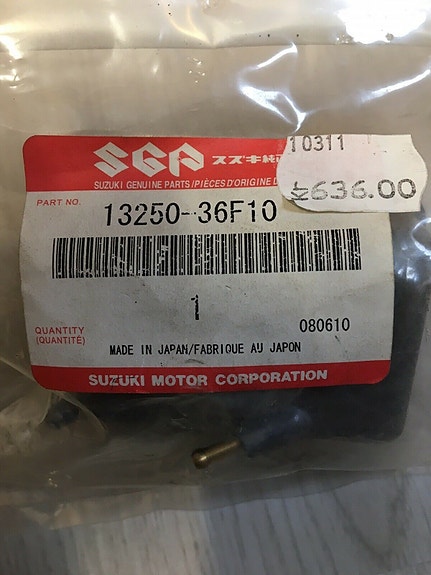 SGP スズキ純正
10311
636.00
SUZUKI GENUINE PARTS/PIÈCES D'ORIGINE
PART NO.
13250-36F10
1
QUANTITY
(QUANTITÉ)
080610
MADE IN JAPAN/FABRIQUE AU JAPON
SUZUKI MOTOR CORPORATION